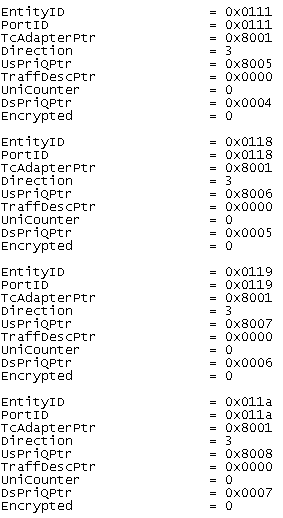 EntityID = 0x0111
PortID = 0x0111
TcAdapterPtr = 0x8001
Direction = 3
UsPriQPtr = 0x8005
TraffDescPtr = 0x0000
UniCounter = 0
DsPriQPtr = 0x0004
Encrypted = 0
EntityID = 0x0118
PortID = 0x0118
TcAdapterPtr = 0x8001
Direction = 3
UsPriQPtr = 0x8006
TraffDescPtr = 0x0000
UniCounter = 0
DsPriQPtr = 0x0005
Encrypted = 0
EntityID = 0x0119
PortID = 0x0119
TcAdapterPtr = 0x8001
Direction = 3
UsPriQPtr = 0x8007
TraffDescPtr = 0x0000
UniCounter = 0
DsPriQPtr = 0x0006
Encrypted = 0
EntityID = 0x011a
PortID = 0x011a
TcAdapterPtr = 0x8001
Direction = 3
UsPriQPtr = 0x8008
TraffDescPtr = 0x0000
UniCounter = 0
DsPriQPtr = 0x0007
Encrypted = 0